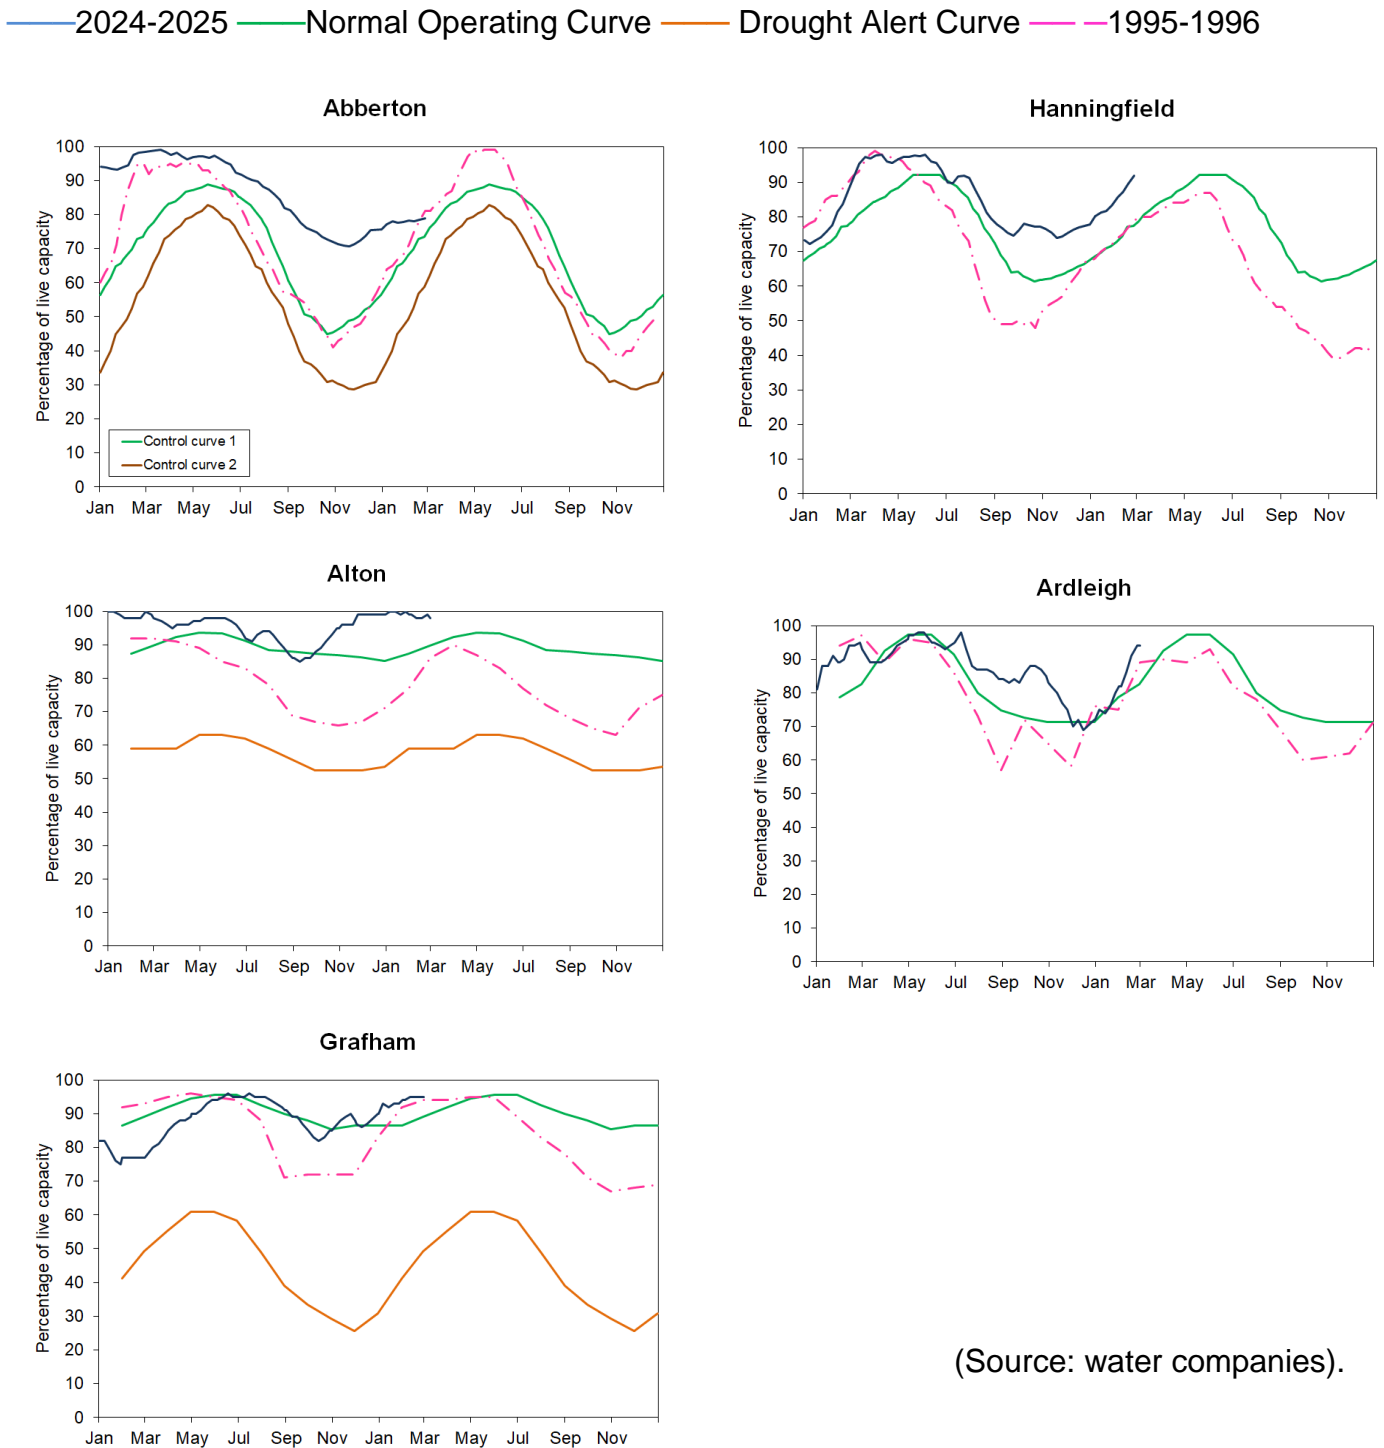 2024-2025 Normal Operating Curve Drought Alert Curve 1995-1996
Abberton
Percentage of live capacity
100
90
80
70
60
50
40
30
20
10
0
Control curve 1
Control curve 2
Jan Mar May Jul Sep Nov Jan Mar May Jul Sep Nov
Hanningfield
Percentage of live capacity
100
90
80
70
60
50
40
30
20
10
0
Jan Mar May Jul Sep Nov Jan Mar May Jul Sep Nov
Alton
Percentage of live capacity
100
90
80
70
60
50
40
30
20
10
0
Jan Mar May Jul Sep Nov Jan Mar May Jul Sep Nov
Ardleigh
Percentage of live capacity
100
90
80
70
60
50
40
30
20
10
0
Jan Mar May Jul Sep Nov Jan Mar May Jul Sep Nov
Grafham
Percentage of live capacity
100
90
80
70
60
50
40
30
20
10
0
Jan Mar May Jul Sep Nov Jan Mar May Jul Sep Nov
(Source: water companies).